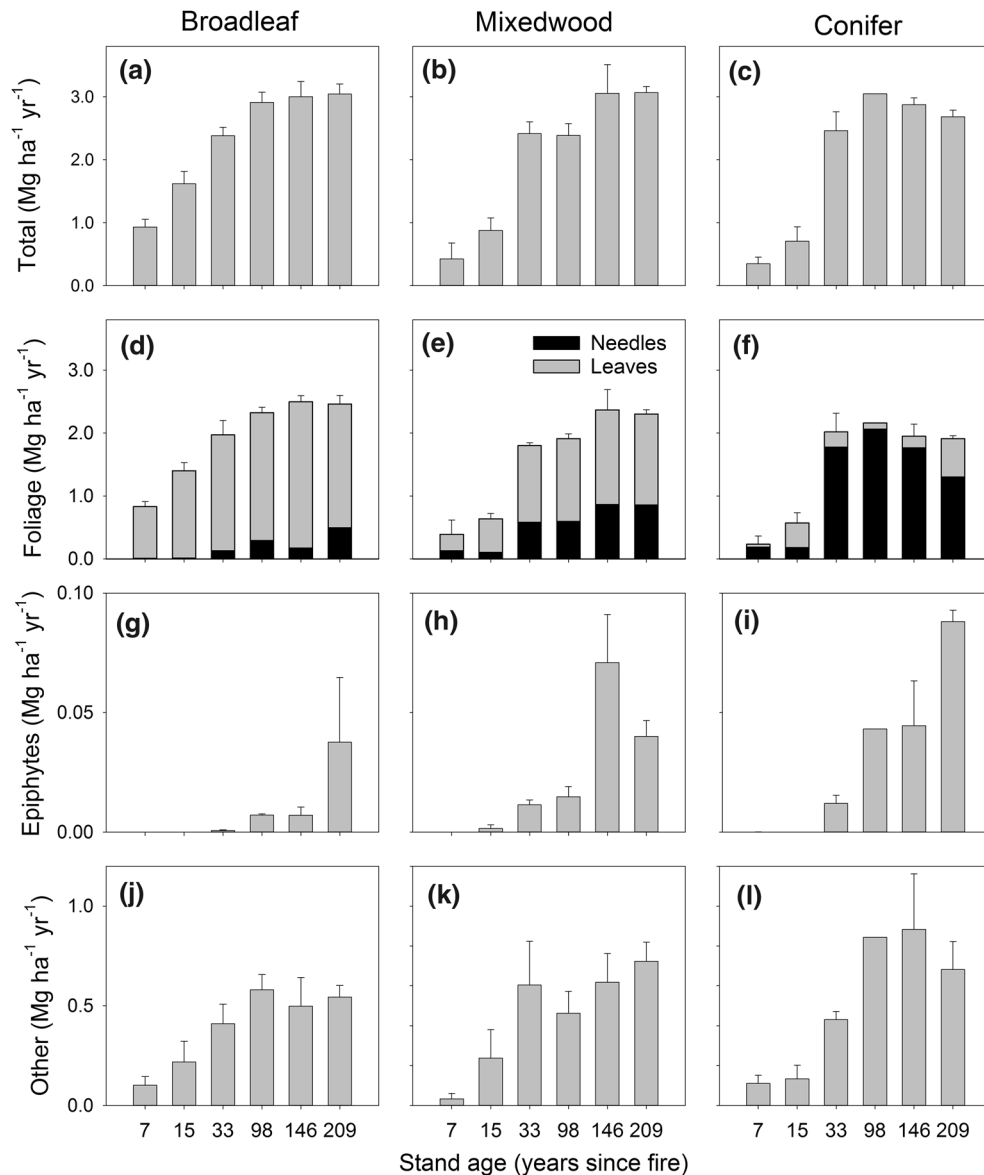 Broadleaf Mixedwood Conifer
Total (Mg ha⁻¹ yr⁻¹)
3.0
2.0
1.0
0.0
(a) (b) (c)
Foliage (Mg ha⁻¹ yr⁻¹)
3.0
2.0
1.0
0.0
(d) (e) (f)
Needles
Leaves
Epiphytes (Mg ha⁻¹ yr⁻¹)
0.10
0.05
0.00
(g) (h) (i)
Other (Mg ha⁻¹ yr⁻¹)
1.0
0.5
0.0
(j) (k) (l)
7 15 33 98 146 209 7 15 33 98 146 209 7 15 33 98 146 209
Stand age (years since fire)